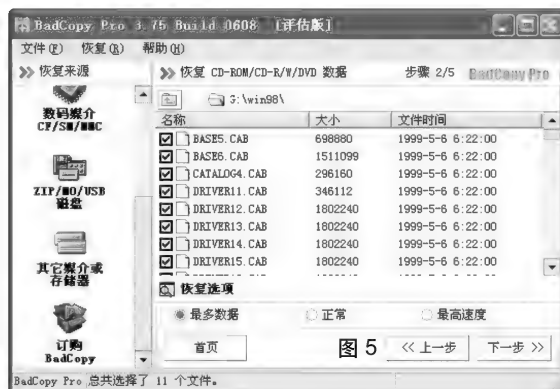 BadCopy Pro 3.75 Build 0608 [评估版]
文件(F) 恢复(R) 帮助(H)
恢复来源
恢复 CD-ROM/CD-R/W/DVD 数据 步骤 2/5 BadCopy Pro
数码媒介
CF/SM/MMC
ZIP/MO/USB
磁盘
其它媒介或
存储器
订购
BadCopy
G:\win98\
名称 大小 文件时间
BASE5.CAB 698880 1999-5-6 6:22:00
BASE6.CAB 1511099 1999-5-6 6:22:00
CATALOG4.CAB 296160 1999-5-6 6:22:00
DRIVER11.CAB 346112 1999-5-6 6:22:00
DRIVER12.CAB 1802240 1999-5-6 6:22:00
DRIVER13.CAB 1802240 1999-5-6 6:22:00
DRIVER14.CAB 1802240 1999-5-6 6:22:00
DRIVER15.CAB 1802240 1999-5-6 6:22:00
恢复选项
最多数据 正常 最高速度
首页 图 5 << 上一步 下一步 >>
BadCopy Pro 总共选择了 11 个文件。